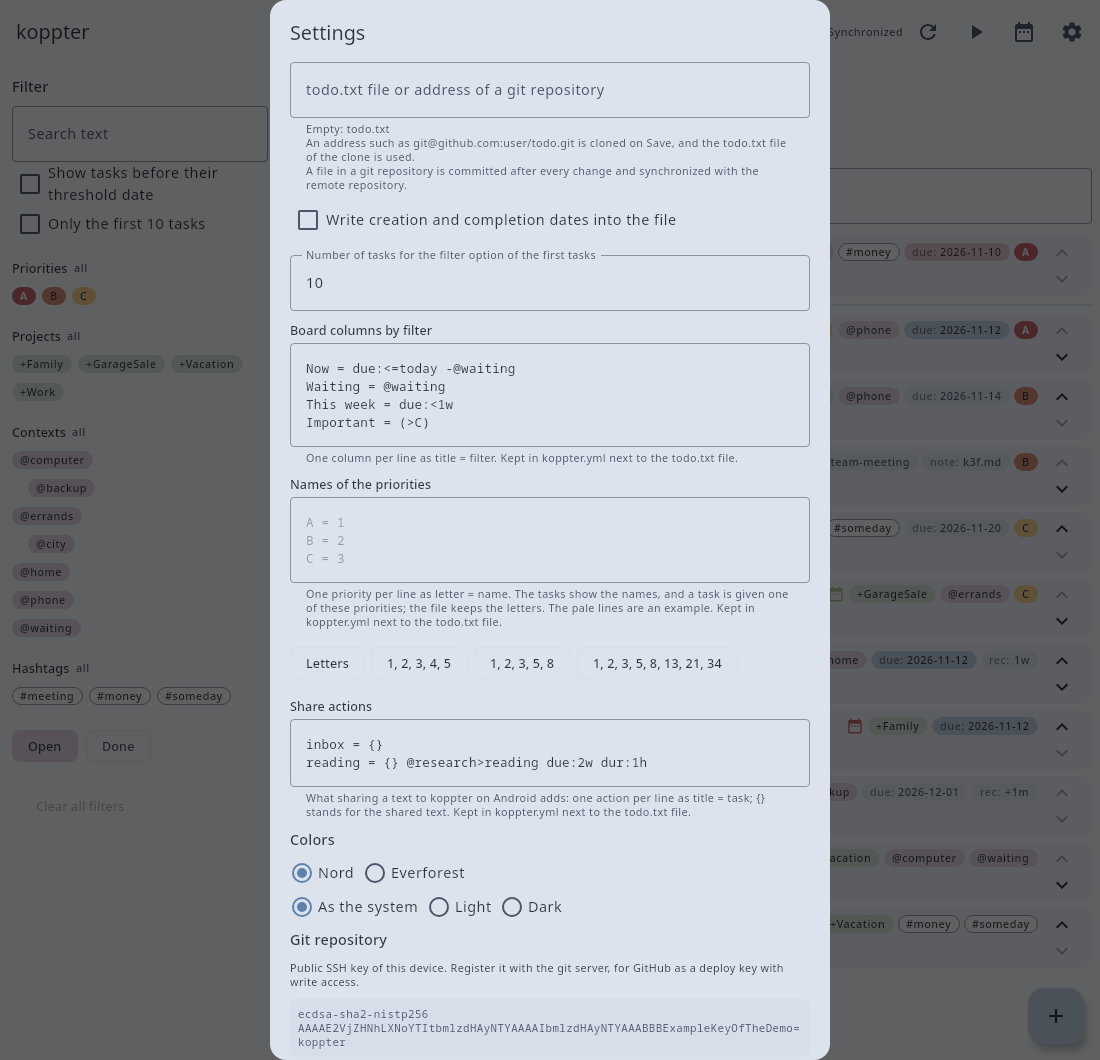 koppter
Synchronized
Filter
Search text
Show tasks before their
threshold date
Only the first 10 tasks
Priorities all
A B C
Projects all
+Family +GarageSale +Vacation
+Work
Contexts all
@computer
@backup
@errands
@city
@home
@phone
@waiting
Hashtags all
#meeting #money #someday
Open Done
Clear all filters
Settings
todo.txt file or address of a git repository
Empty: todo.txt
An address such as git@github.com:user/todo.git is cloned on Save, and the todo.txt file
of the clone is used.
A file in a git repository is committed after every change and synchronized with the
remote repository.
Write creation and completion dates into the file
Number of tasks for the filter option of the first tasks
10
Board columns by filter
Now = due:<=today -@waiting
Waiting = @waiting
This week = due:<1w
Important = (>C)
One column per line as title = filter. Kept in koppter.yml next to the todo.txt file.
Names of the priorities
A = 1
B = 2
C = 3
One priority per line as letter = name. The tasks show the names, and a task is given one
of these priorities; the file keeps the letters. The pale lines are an example. Kept in
koppter.yml next to the todo.txt file.
Letters 1, 2, 3, 4, 5 1, 2, 3, 5, 8 1, 2, 3, 5, 8, 13, 21, 34
Share actions
inbox = {}
reading = {} @research>reading due:2w dur:1h
What sharing a text to koppter on Android adds: one action per line as title = task; {}
stands for the shared text. Kept in koppter.yml next to the todo.txt file.
Colors
Nord Everforest
As the system Light Dark
Git repository
Public SSH key of this device. Register it with the git server, for GitHub as a deploy key with
write access.
ecdsa-sha2-nistp256
AAAAE2VjZHNhLXNoYTItbmlzdHAyNTYAAAAIbmlzdHAyNTYAAABBBExampleKeyOfTheDemo=
koppter
#money due: 2026-11-10 A
@phone due: 2026-11-12 A
@phone due: 2026-11-14 B
team-meeting note: k3f.md B
#someday due: 2026-11-20 C
+GarageSale @errands C
home due: 2026-11-12 rec: 1w
+Family due: 2026-11-12
kup due: 2026-12-01 rec: +1m
acation @computer @waiting
+Vacation #money #someday